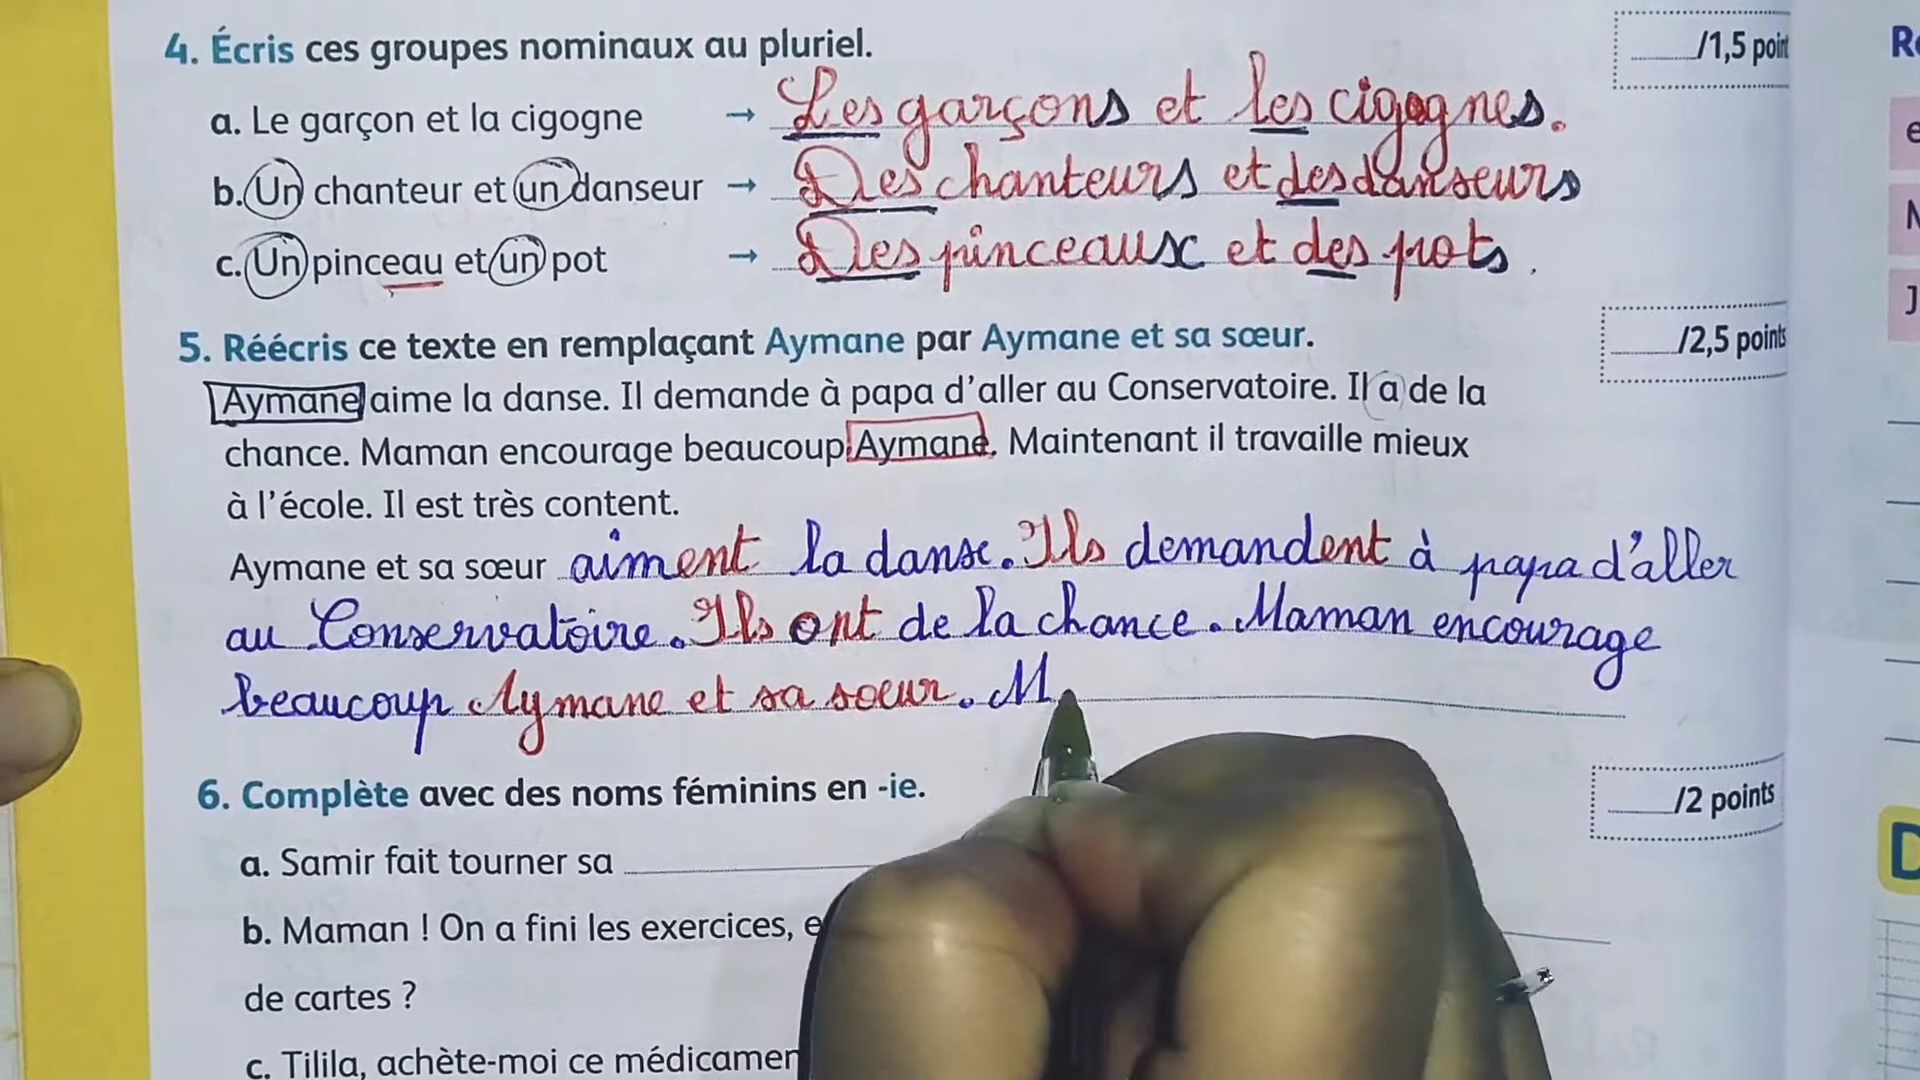 4. Écris ces groupes nominaux au pluriel.
/1,5 point
a. Le garçon et la cigogne → Les garçons et les cigognes.
b. Un chanteur et un danseur → Des chanteurs et des danseurs
c. Un pinceau et un pot → Des pinceaux et des pots.
5. Réécris ce texte en remplaçant Aymane par Aymane et sa sœur.
/2,5 points
Aymane aime la danse. Il demande à papa d'aller au Conservatoire. Il a de la
chance. Maman encourage beaucoup Aymane. Maintenant il travaille mieux
à l'école. Il est très content.
Aymane et sa sœur aiment la danse. Ils demandent à papa d'aller
au Conservatoire. Ils ont de la chance. Maman encourage
beaucoup Aymane et sa sœur. M
6. Complète avec des noms féminins en -ie.
/2 points
a. Samir fait tourner sa
b. Maman ! On a fini les exercices, e
de cartes ?
c. Tilila, achète-moi ce médicamen